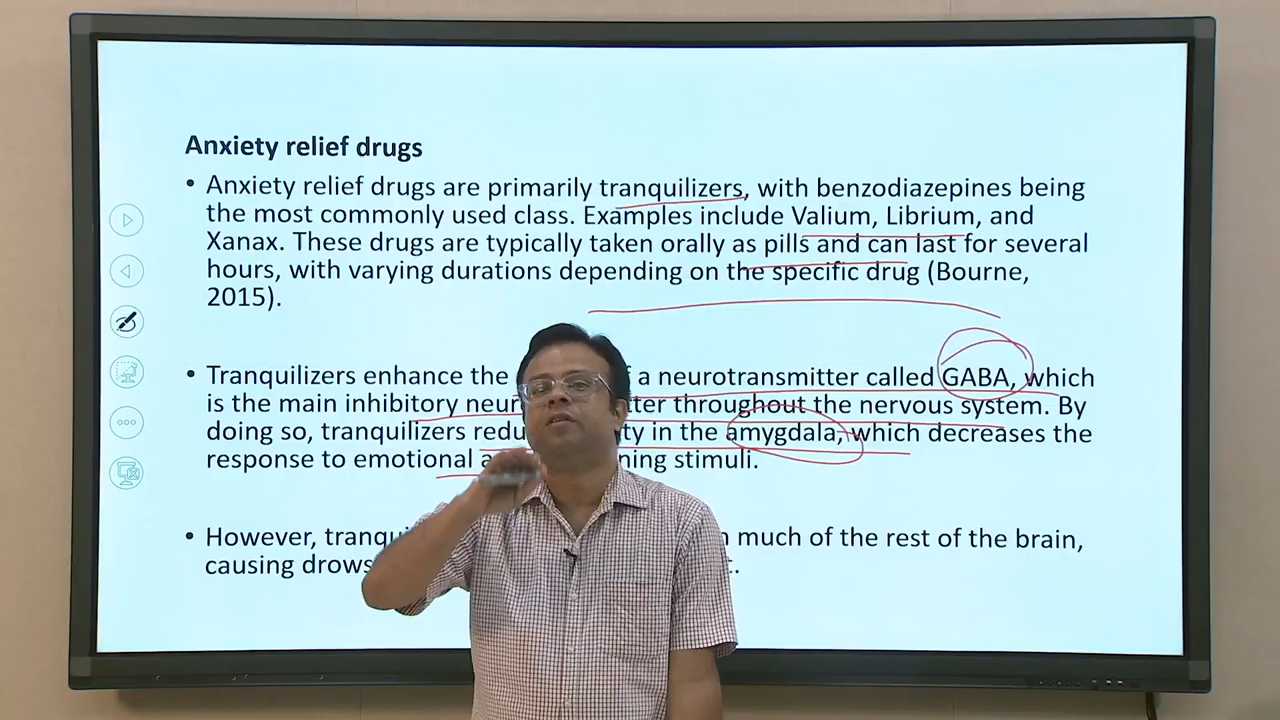 Anxiety relief drugs
• Anxiety relief drugs are primarily tranquilizers, with benzodiazepines being
the most commonly used class. Examples include Valium, Librium, and
Xanax. These drugs are typically taken orally as pills and can last for several
hours, with varying durations depending on the specific drug (Bourne,
2015).
• Tranquilizers enhance the a neurotransmitter called GABA, which
is the main inhibitory throughout the nervous system. By
doing so, tranquilizers in the amygdala, which decreases the
response to emotional stimuli.
• However, much of the rest of the brain,
causing